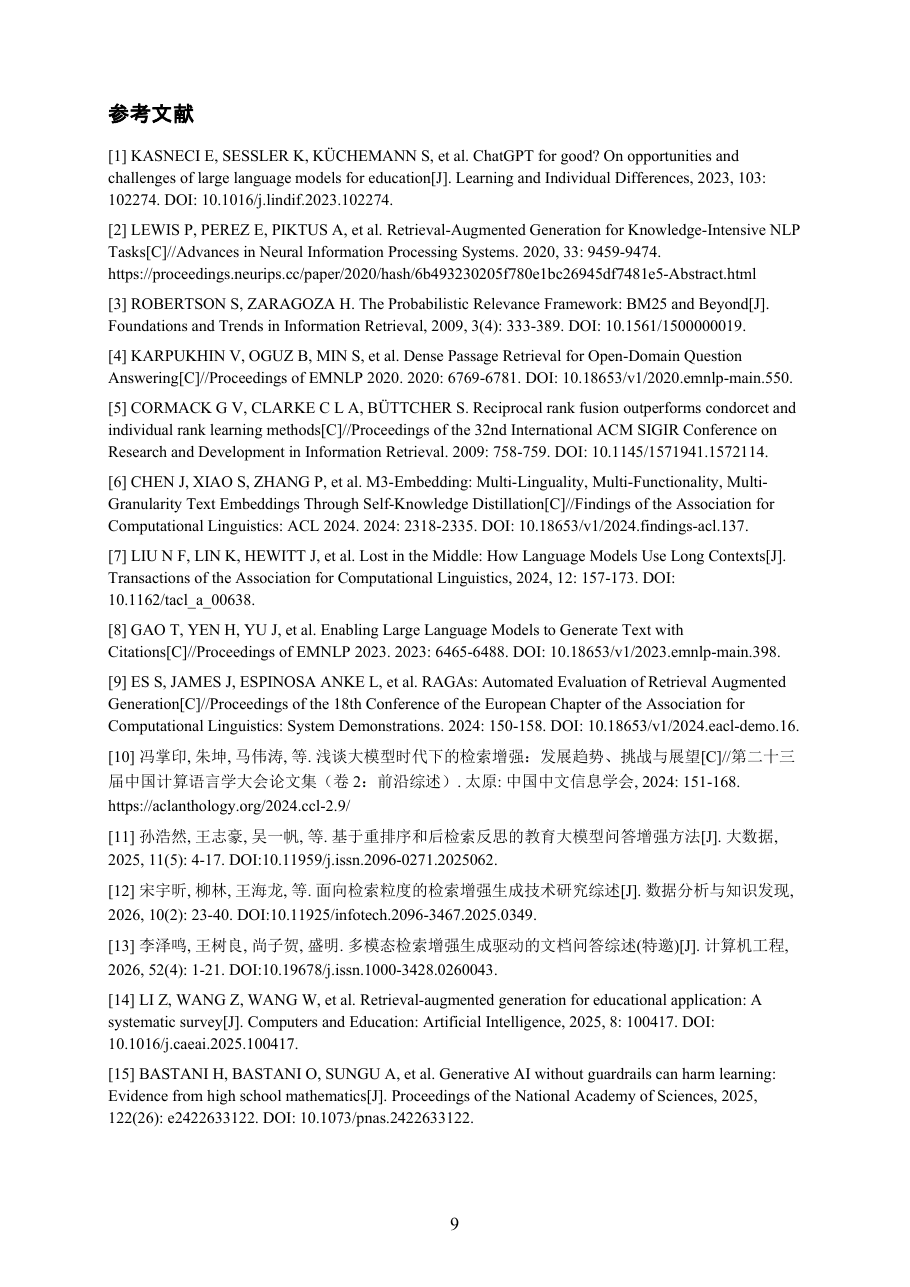 参考文献
[1] KASNECI E, SESSLER K, KÜCHEMANN S, et al. ChatGPT for good? On opportunities and
challenges of large language models for education[J]. Learning and Individual Differences, 2023, 103:
102274. DOI: 10.1016/j.lindif.2023.102274.
[2] LEWIS P, PEREZ E, PIKTUS A, et al. Retrieval-Augmented Generation for Knowledge-Intensive NLP
Tasks[C]//Advances in Neural Information Processing Systems. 2020, 33: 9459-9474.
https://proceedings.neurips.cc/paper/2020/hash/6b493230205f780e1bc26945df7481e5-Abstract.html
[3] ROBERTSON S, ZARAGOZA H. The Probabilistic Relevance Framework: BM25 and Beyond[J].
Foundations and Trends in Information Retrieval, 2009, 3(4): 333-389. DOI: 10.1561/1500000019.
[4] KARPUKHIN V, OGUZ B, MIN S, et al. Dense Passage Retrieval for Open-Domain Question
Answering[C]//Proceedings of EMNLP 2020. 2020: 6769-6781. DOI: 10.18653/v1/2020.emnlp-main.550.
[5] CORMACK G V, CLARKE C L A, BÜTTCHER S. Reciprocal rank fusion outperforms condorcet and
individual rank learning methods[C]//Proceedings of the 32nd International ACM SIGIR Conference on
Research and Development in Information Retrieval. 2009: 758-759. DOI: 10.1145/1571941.1572114.
[6] CHEN J, XIAO S, ZHANG P, et al. M3-Embedding: Multi-Linguality, Multi-Functionality, Multi-
Granularity Text Embeddings Through Self-Knowledge Distillation[C]//Findings of the Association for
Computational Linguistics: ACL 2024. 2024: 2318-2335. DOI: 10.18653/v1/2024.findings-acl.137.
[7] LIU N F, LIN K, HEWITT J, et al. Lost in the Middle: How Language Models Use Long Contexts[J].
Transactions of the Association for Computational Linguistics, 2024, 12: 157-173. DOI:
10.1162/tacl_a_00638.
[8] GAO T, YEN H, YU J, et al. Enabling Large Language Models to Generate Text with
Citations[C]//Proceedings of EMNLP 2023. 2023: 6465-6488. DOI: 10.18653/v1/2023.emnlp-main.398.
[9] ES S, JAMES J, ESPINOSA ANKE L, et al. RAGAs: Automated Evaluation of Retrieval Augmented
Generation[C]//Proceedings of the 18th Conference of the European Chapter of the Association for
Computational Linguistics: System Demonstrations. 2024: 150-158. DOI: 10.18653/v1/2024.eacl-demo.16.
[10] 冯掌印, 朱坤, 马伟涛, 等. 浅谈大模型时代下的检索增强：发展趋势、挑战与展望[C]//第二十三
届中国计算语言学大会论文集（卷 2：前沿综述）. 太原: 中国中文信息学会, 2024: 151-168.
https://aclanthology.org/2024.ccl-2.9/
[11] 孙浩然, 王志豪, 吴一帆, 等. 基于重排序和后检索反思的教育大模型问答增强方法[J]. 大数据,
2025, 11(5): 4-17. DOI:10.11959/j.issn.2096-0271.2025062.
[12] 宋宇昕, 柳林, 王海龙, 等. 面向检索粒度的检索增强生成技术研究综述[J]. 数据分析与知识发现,
2026, 10(2): 23-40. DOI:10.11925/infotech.2096-3467.2025.0349.
[13] 李泽鸣, 王树良, 尚子贺, 盛明. 多模态检索增强生成驱动的文档问答综述(特邀)[J]. 计算机工程,
2026, 52(4): 1-21. DOI:10.19678/j.issn.1000-3428.0260043.
[14] LI Z, WANG Z, WANG W, et al. Retrieval-augmented generation for educational application: A
systematic survey[J]. Computers and Education: Artificial Intelligence, 2025, 8: 100417. DOI:
10.1016/j.caeai.2025.100417.
[15] BASTANI H, BASTANI O, SUNGU A, et al. Generative AI without guardrails can harm learning:
Evidence from high school mathematics[J]. Proceedings of the National Academy of Sciences, 2025,
122(26): e2422633122. DOI: 10.1073/pnas.2422633122.
9